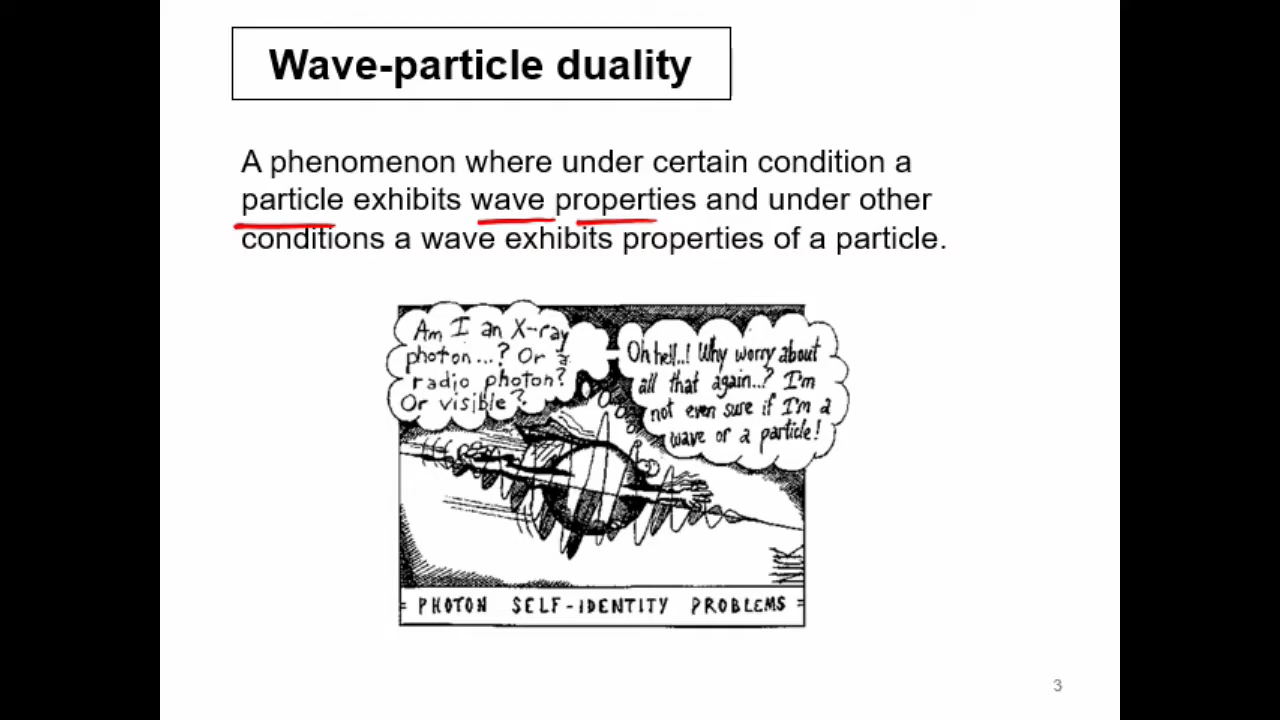 Wave-particle duality
A phenomenon where under certain condition a
particle exhibits wave properties and under other
conditions a wave exhibits properties of a particle.
Am I an X-ray
photon...? Or a
radio photon?
Or visible?
Oh hell..! Why worry about
all that again...? I'm
not even sure if I'm a
wave or a particle!
PHOTON SELF-IDENTITY PROBLEMS
3